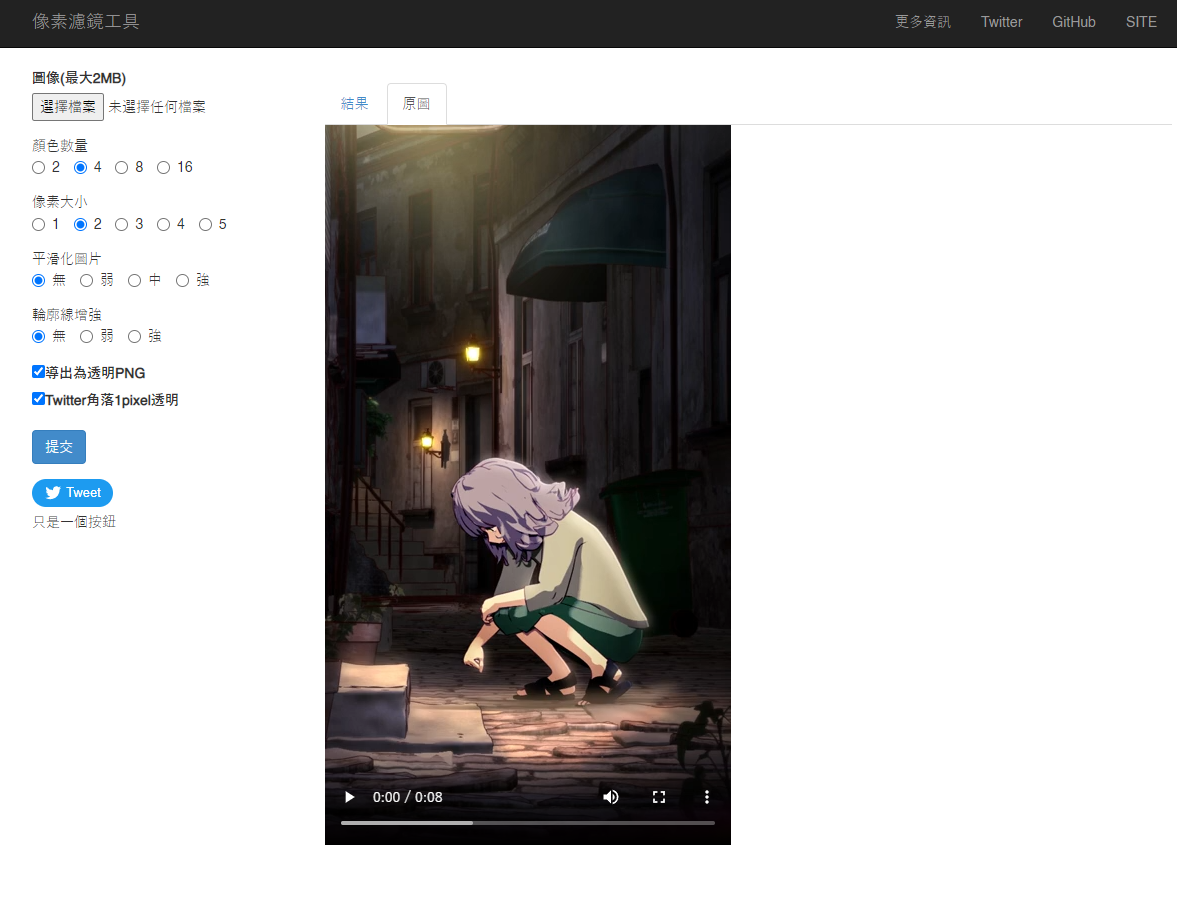 像素濾鏡工具
更多資訊 Twitter GitHub SITE
圖像(最大2MB)
選擇檔案 未選擇任何檔案
顏色數量
2 4 8 16
像素大小
1 2 3 4 5
平滑化圖片
無 弱 中 強
輪廓線增強
無 弱 強
導出為透明PNG
Twitter角落1pixel透明
提交
Tweet
只是一個按鈕
結果 原圖
0:00 / 0:08